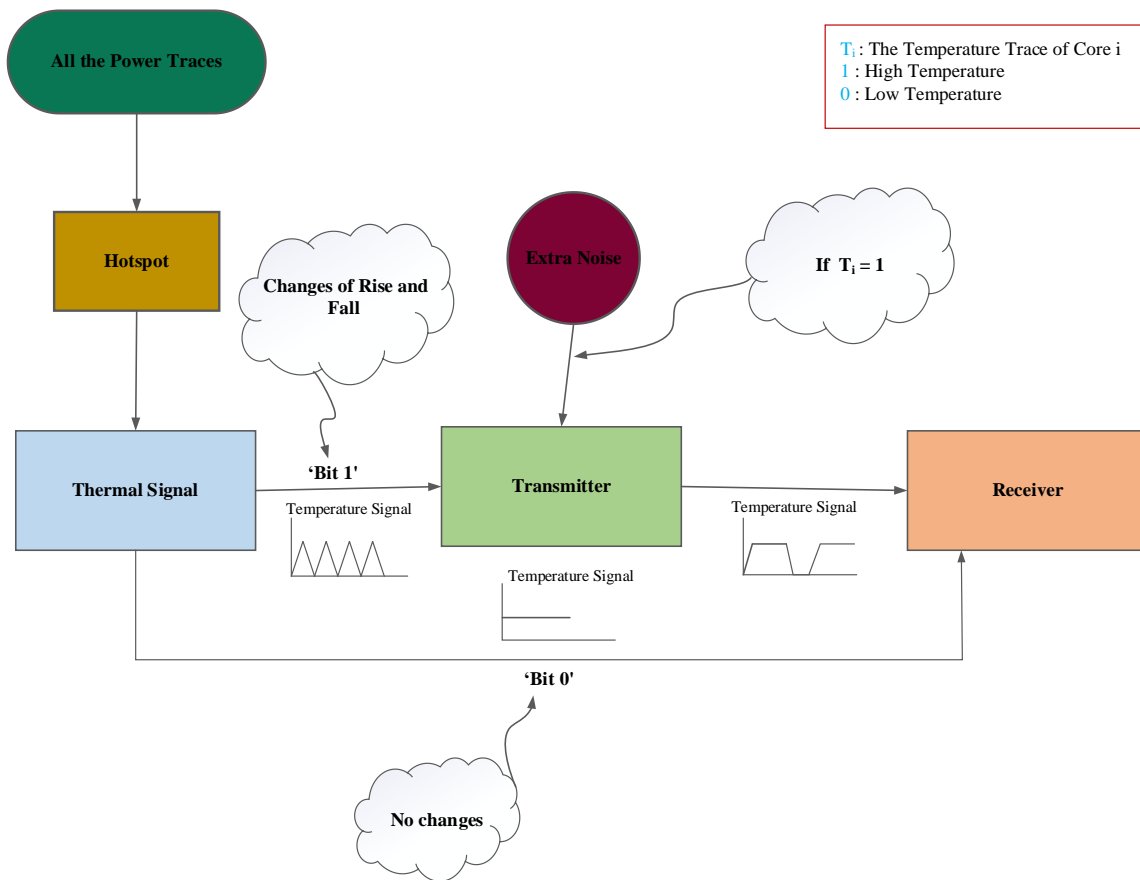 All the Power Traces
Tᵢ : The Temperature Trace of Core i
1 : High Temperature
0 : Low Temperature
Hotspot
Changes of Rise and
Fall
Extra Noise
If Tᵢ = 1
Thermal Signal
‘Bit 1'
Transmitter
Receiver
Temperature Signal
Temperature Signal
Temperature Signal
‘Bit 0'
No changes